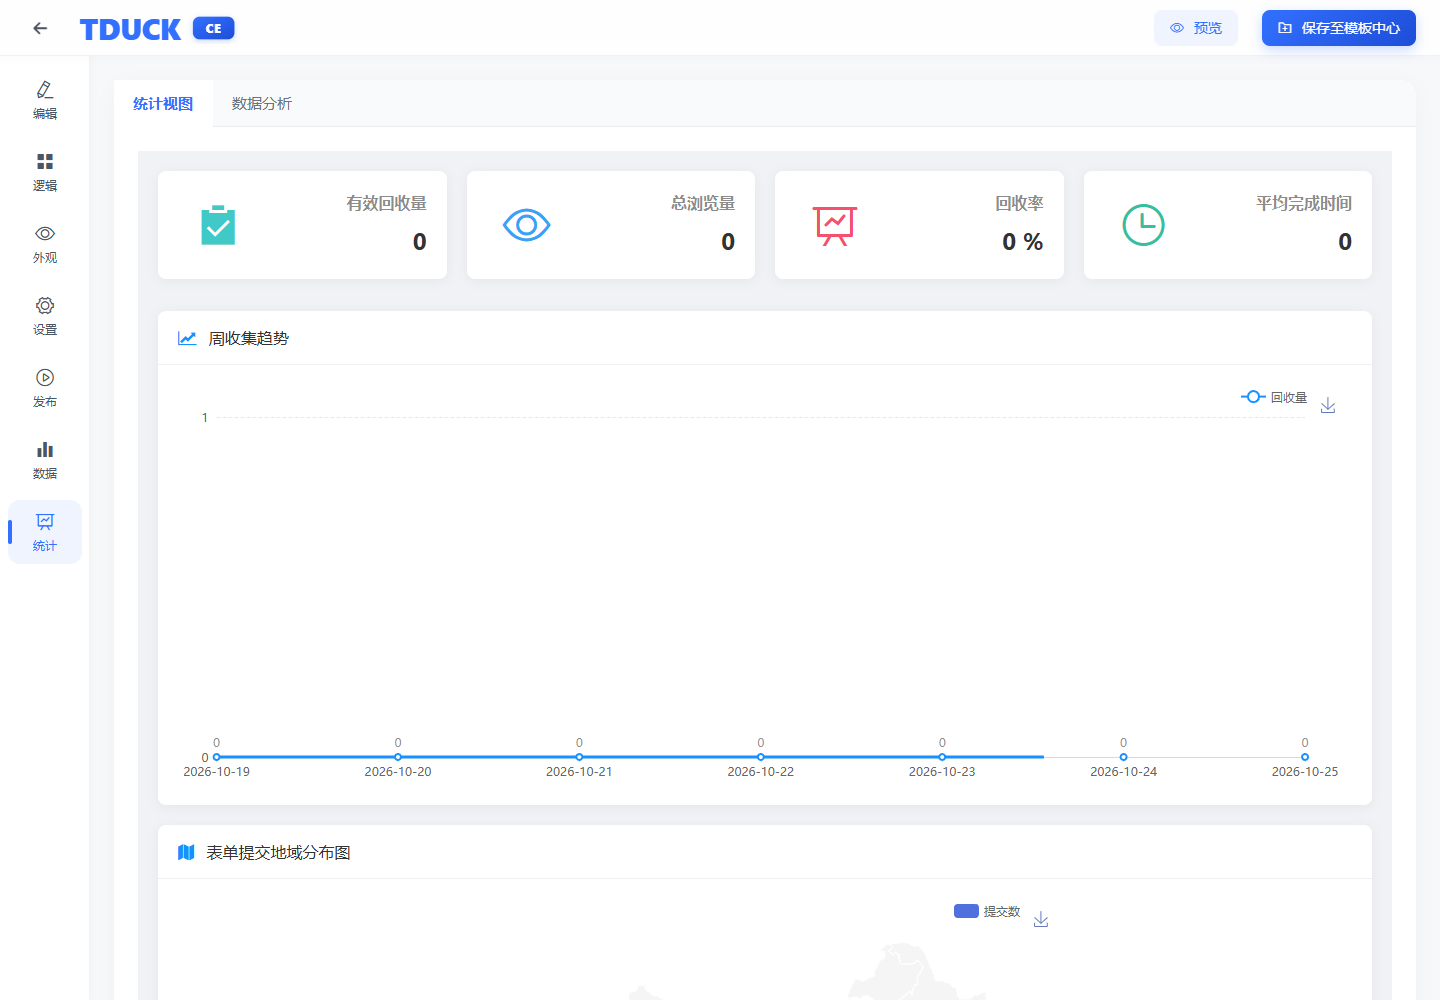 TDUCK CE
预览
保存至模板中心
编辑
逻辑
外观
设置
发布
数据
统计
统计视图
数据分析
有效回收量
0
总浏览量
0
回收率
0 %
平均完成时间
0
周收集趋势
回收量
1
0
0 0 0 0 0 0 0
2026-10-19 2026-10-20 2026-10-21 2026-10-22 2026-10-23 2026-10-24 2026-10-25
表单提交地域分布图
提交数